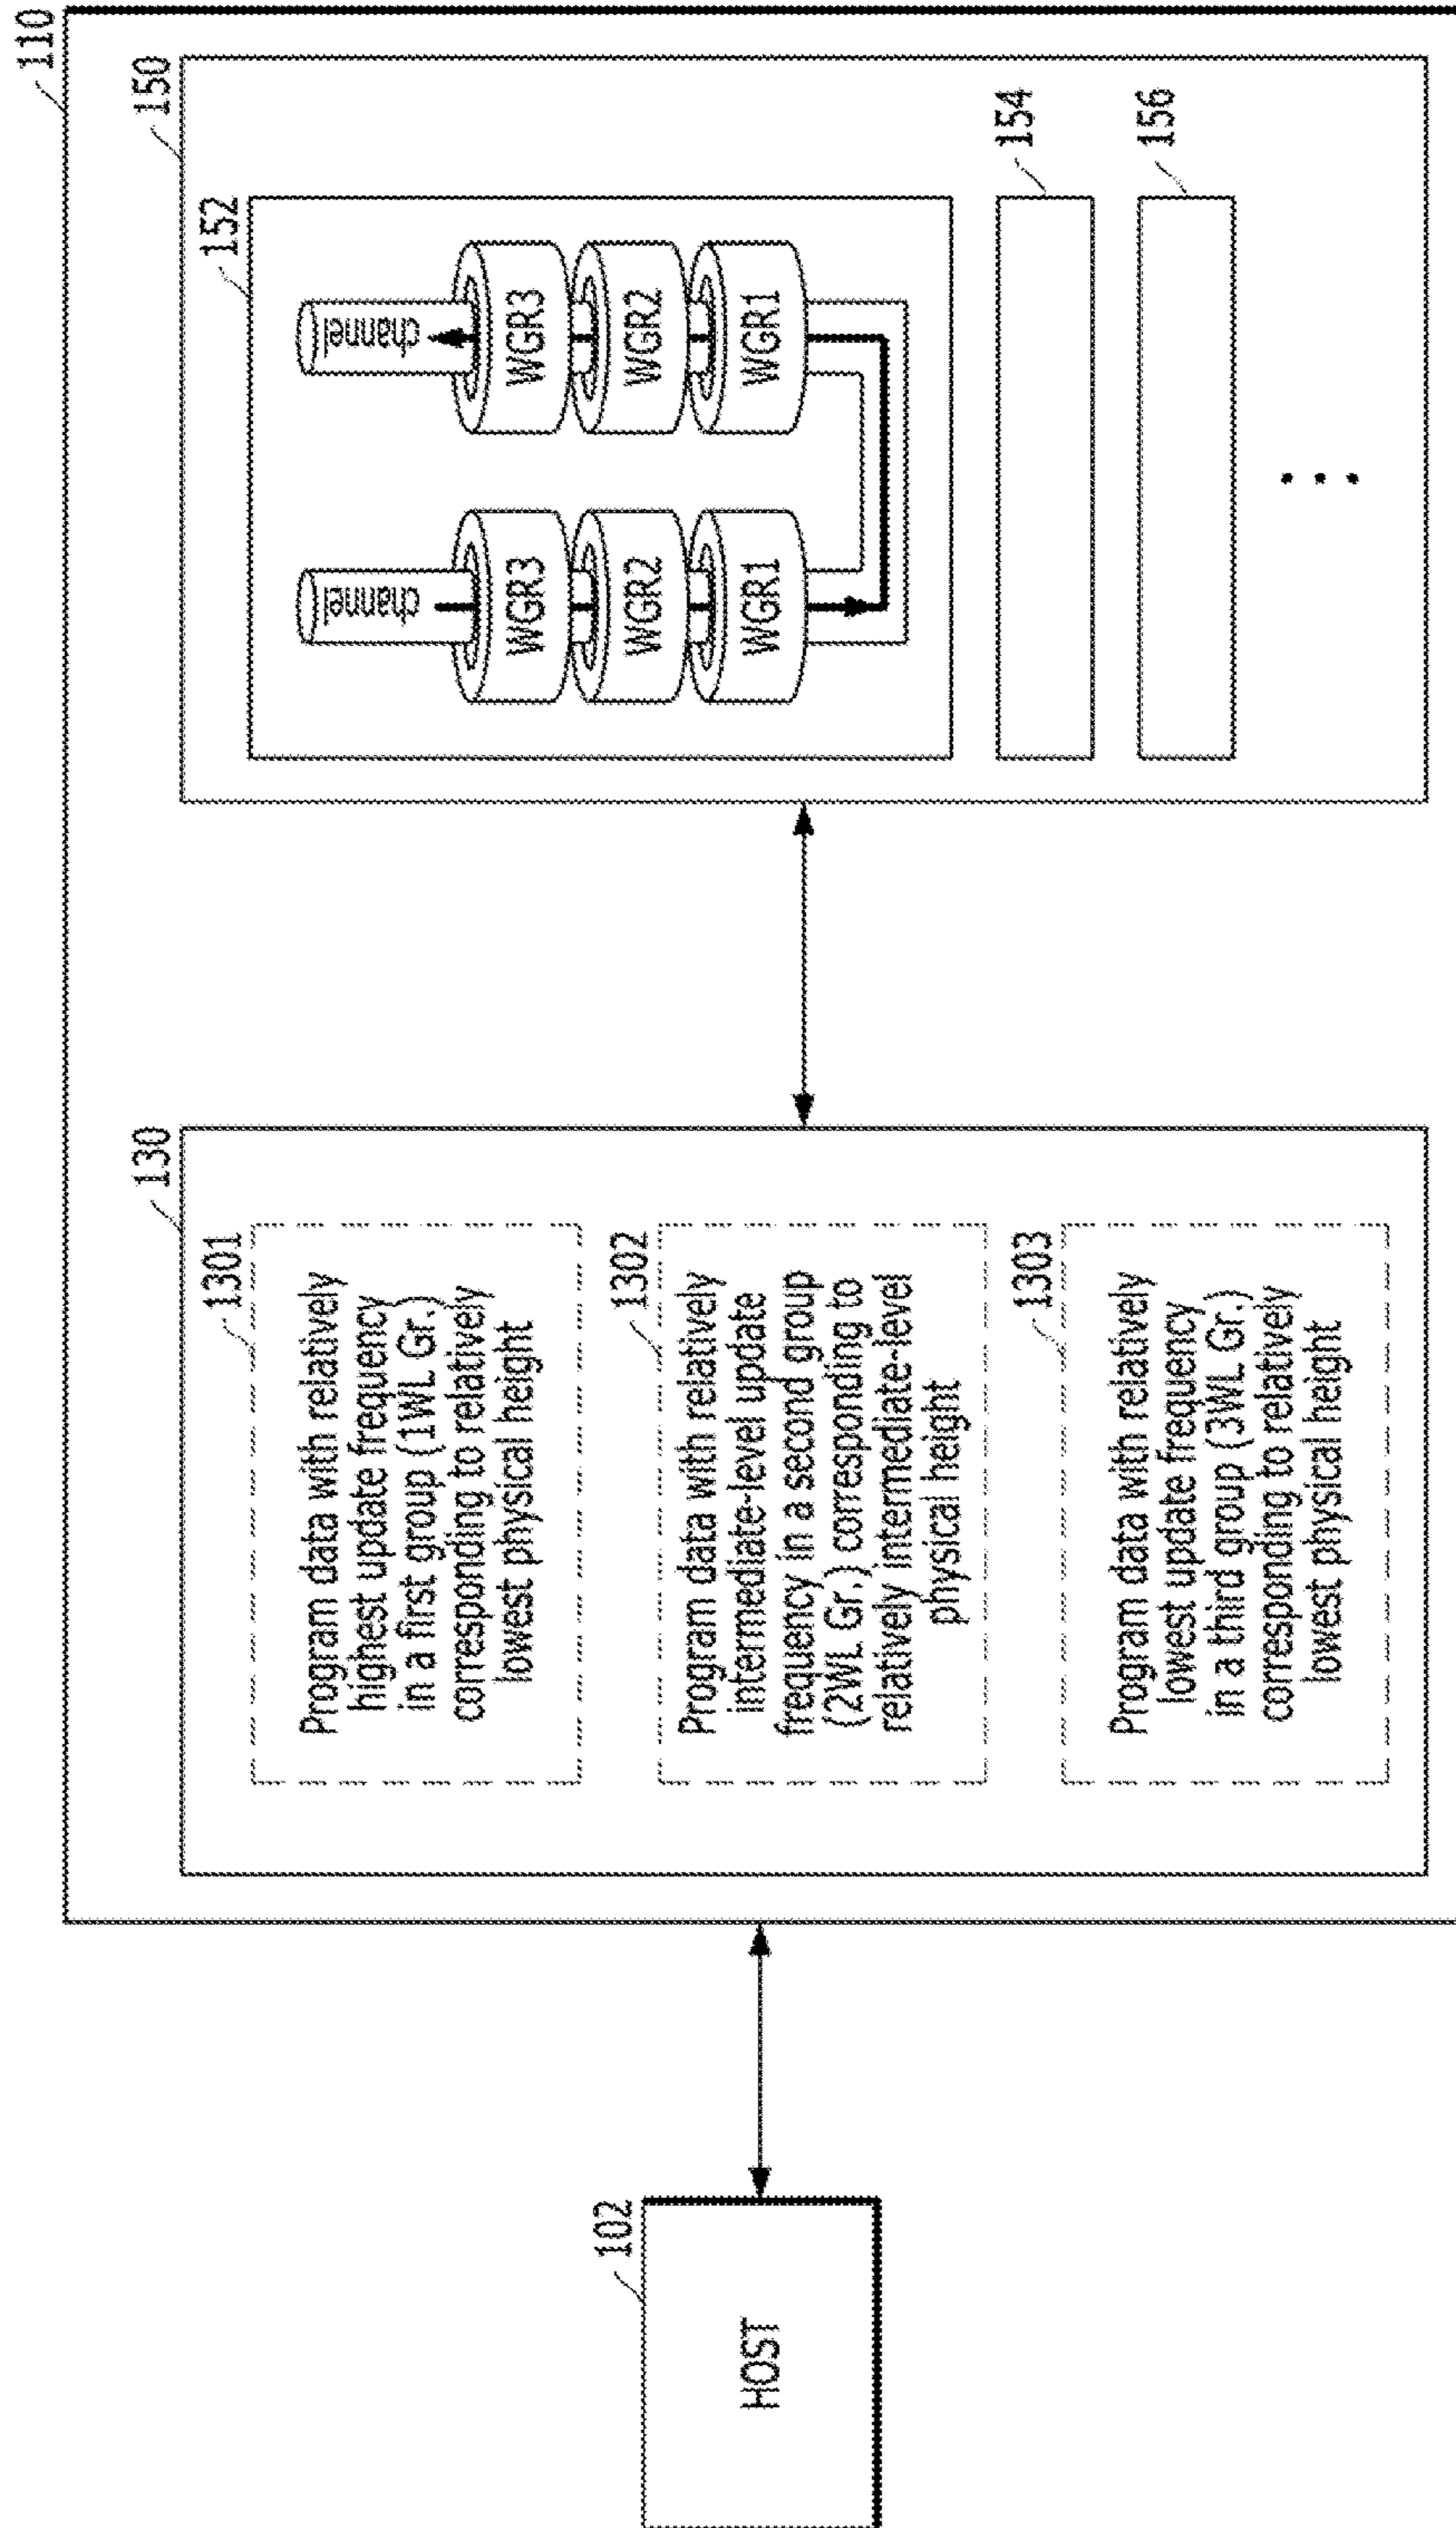 110
150
152
channel
channel
WGR3
WGR3
WGR2
WGR2
WGR1
WGR1
154
156
130
1301
Program data with relatively
highest update frequency
in a first group (1WL Gr.)
corresponding to relatively
lowest physical height
1302
Program data with relatively
intermediate-level update
frequency in a second group
(2WL Gr.) corresponding to
relatively intermediate-level
physical height
1303
Program data with relatively
lowest update frequency
in a third group (3WL Gr.)
corresponding to relatively
lowest physical height
102
HOST